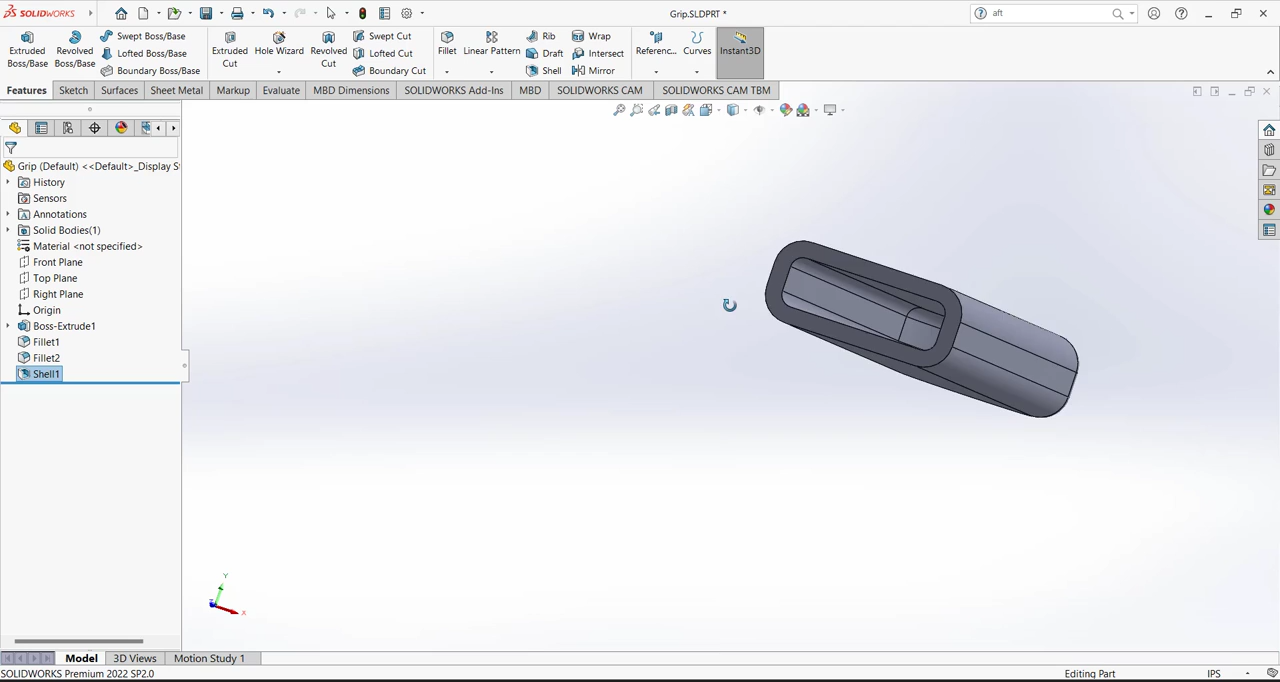 SOLIDWORKS
Grip.SLDPRT *
aft
Extruded Boss/Base
Revolved Boss/Base
Swept Boss/Base
Lofted Boss/Base
Boundary Boss/Base
Extruded Cut
Hole Wizard
Revolved Cut
Swept Cut
Lofted Cut
Boundary Cut
Fillet
Linear Pattern
Rib
Draft
Shell
Wrap
Intersect
Mirror
Referenc...
Curves
Instant3D
Features Sketch Surfaces Sheet Metal Markup Evaluate MBD Dimensions SOLIDWORKS Add-Ins MBD SOLIDWORKS CAM SOLIDWORKS CAM TBM
Grip (Default) <<Default>_Display S
History
Sensors
Annotations
Solid Bodies(1)
Material <not specified>
Front Plane
Top Plane
Right Plane
Origin
Boss-Extrude1
Fillet1
Fillet2
Shell1
Y
X
Z
Model 3D Views Motion Study 1
SOLIDWORKS Premium 2022 SP2.0 Editing Part IPS